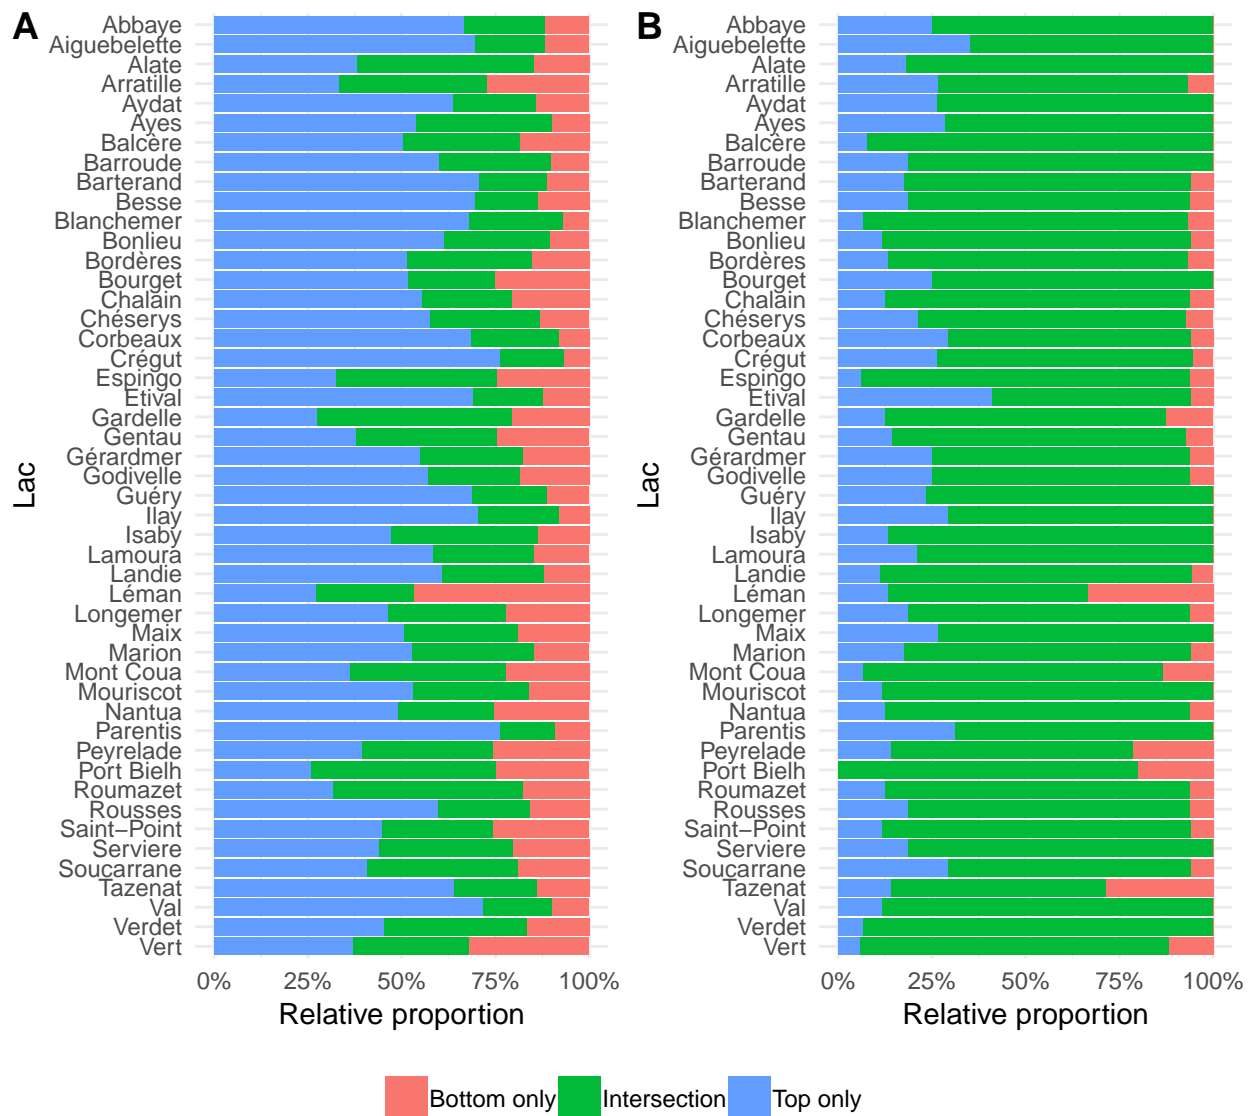 A
Lac
Abbaye
Aiguebelette
Alate
Arratille
Aydat
Ayes
Balcère
Barroude
Barterand
Besse
Blanchemer
Bonlieu
Bordères
Bourget
Chalain
Chéserys
Corbeaux
Crégut
Espingo
Etival
Gardelle
Gentau
Gérardmer
Godivelle
Guéry
Ilay
Isaby
Lamoura
Landie
Léman
Longemer
Maix
Marion
Mont Coua
Mouriscot
Nantua
Parentis
Peyrelade
Port Bielh
Roumazet
Rousses
Saint−Point
Serviere
Soucarrane
Tazenat
Val
Verdet
Vert
0% 25% 50% 75% 100%
Relative proportion
B
Lac
Abbaye
Aiguebelette
Alate
Arratille
Aydat
Ayes
Balcère
Barroude
Barterand
Besse
Blanchemer
Bonlieu
Bordères
Bourget
Chalain
Chéserys
Corbeaux
Crégut
Espingo
Etival
Gardelle
Gentau
Gérardmer
Godivelle
Guéry
Ilay
Isaby
Lamoura
Landie
Léman
Longemer
Maix
Marion
Mont Coua
Mouriscot
Nantua
Parentis
Peyrelade
Port Bielh
Roumazet
Rousses
Saint−Point
Serviere
Soucarrane
Tazenat
Val
Verdet
Vert
0% 25% 50% 75% 100%
Relative proportion
Bottom only Intersection Top only